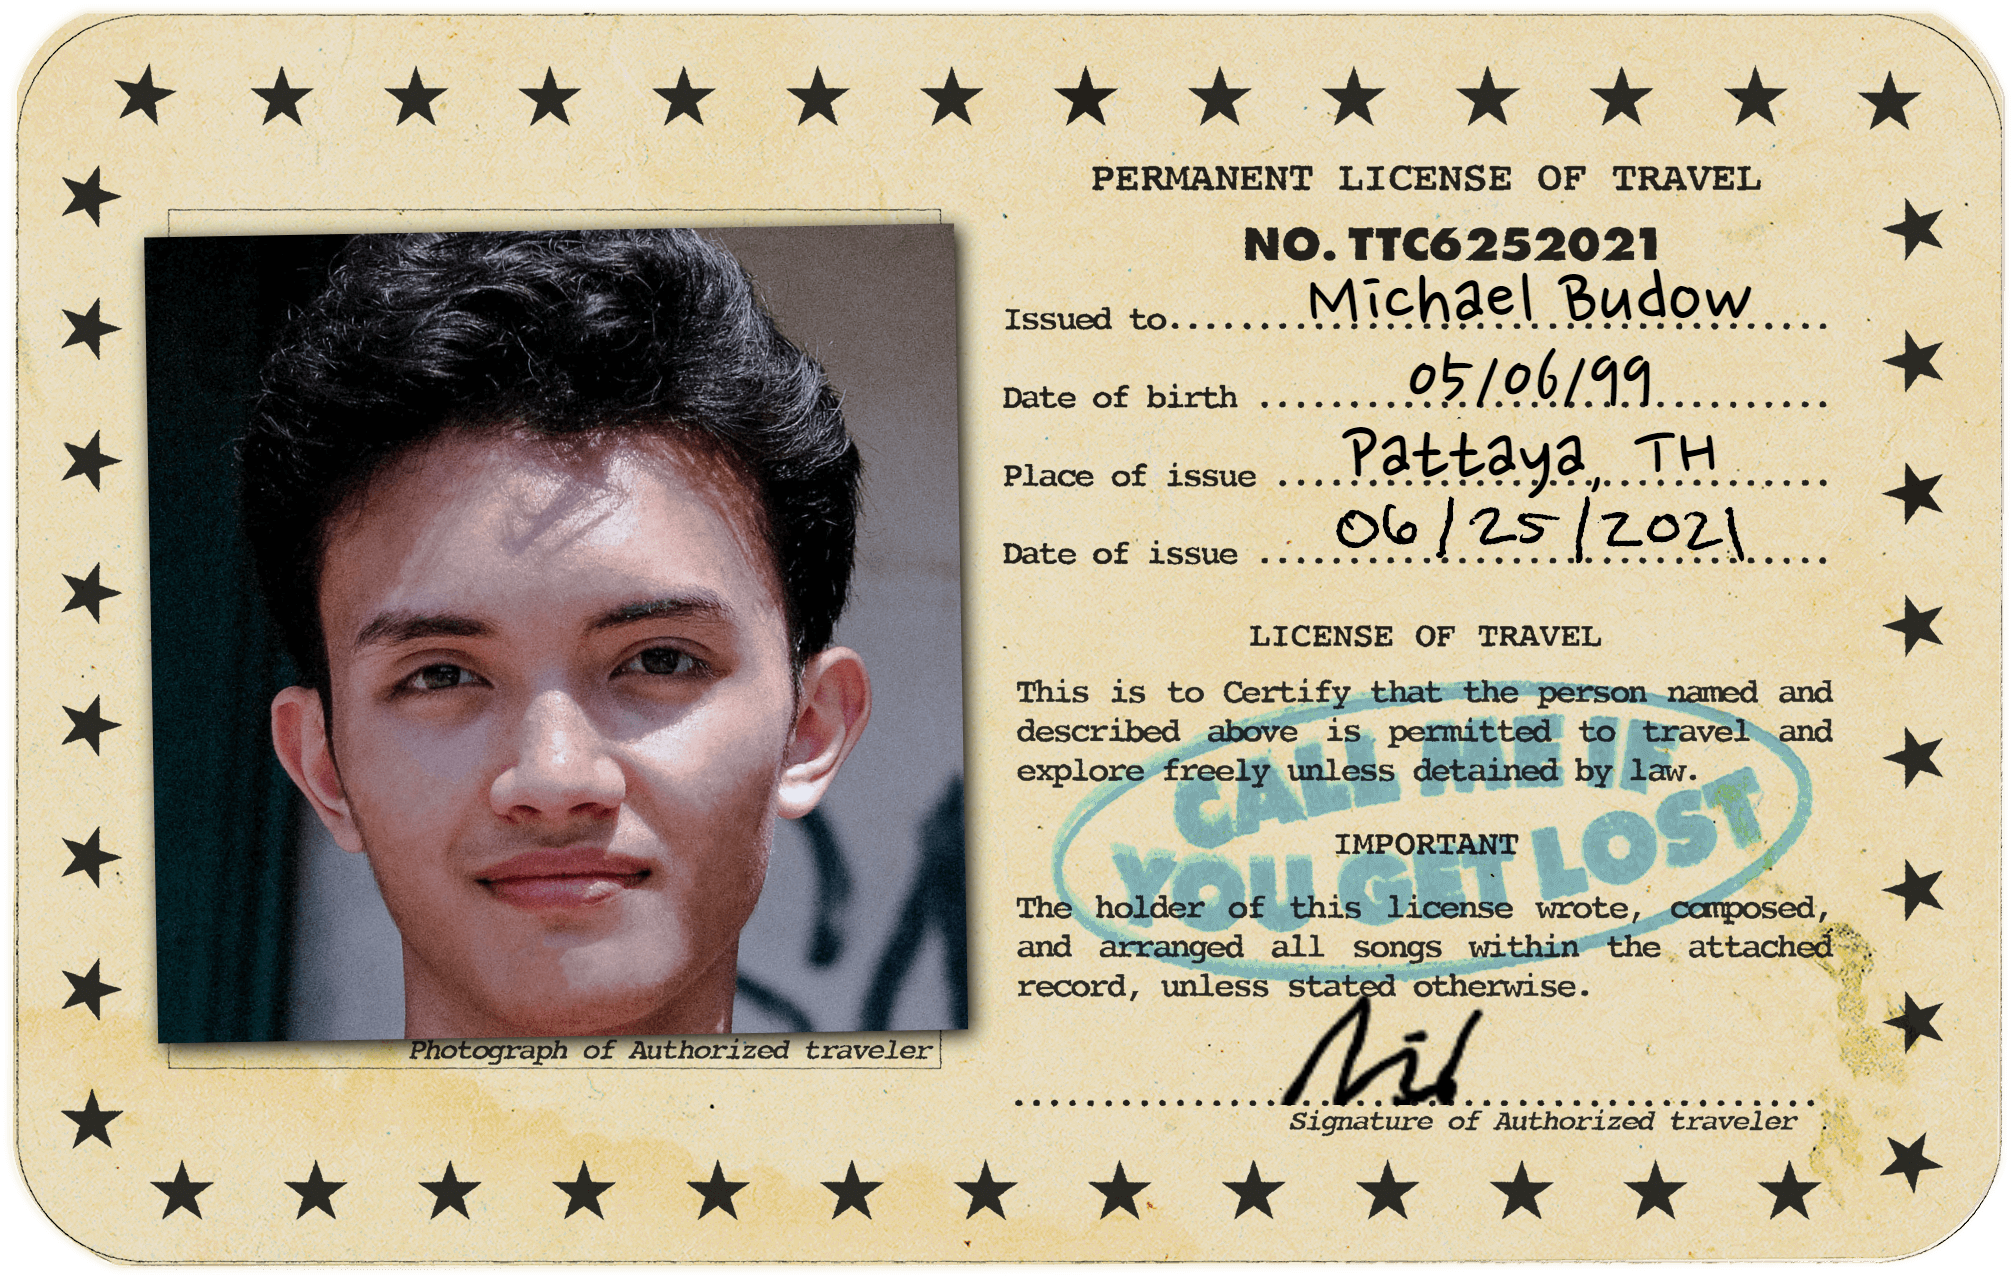 PERMANENT LICENSE OF TRAVEL
NO. TTC6252021
Issued to Michael Budow
Date of birth 05/06/99
Place of issue Pattaya, TH
Date of issue 06/25/2021
LICENSE OF TRAVEL
This is to Certify that the person named and
described above is permitted to travel and
explore freely unless detained by law.
CALL ME IF
YOU GET LOST
IMPORTANT
The holder of this license wrote, composed,
and arranged all songs within the attached
record, unless stated otherwise.
Signature of Authorized traveler
Photograph of Authorized traveler